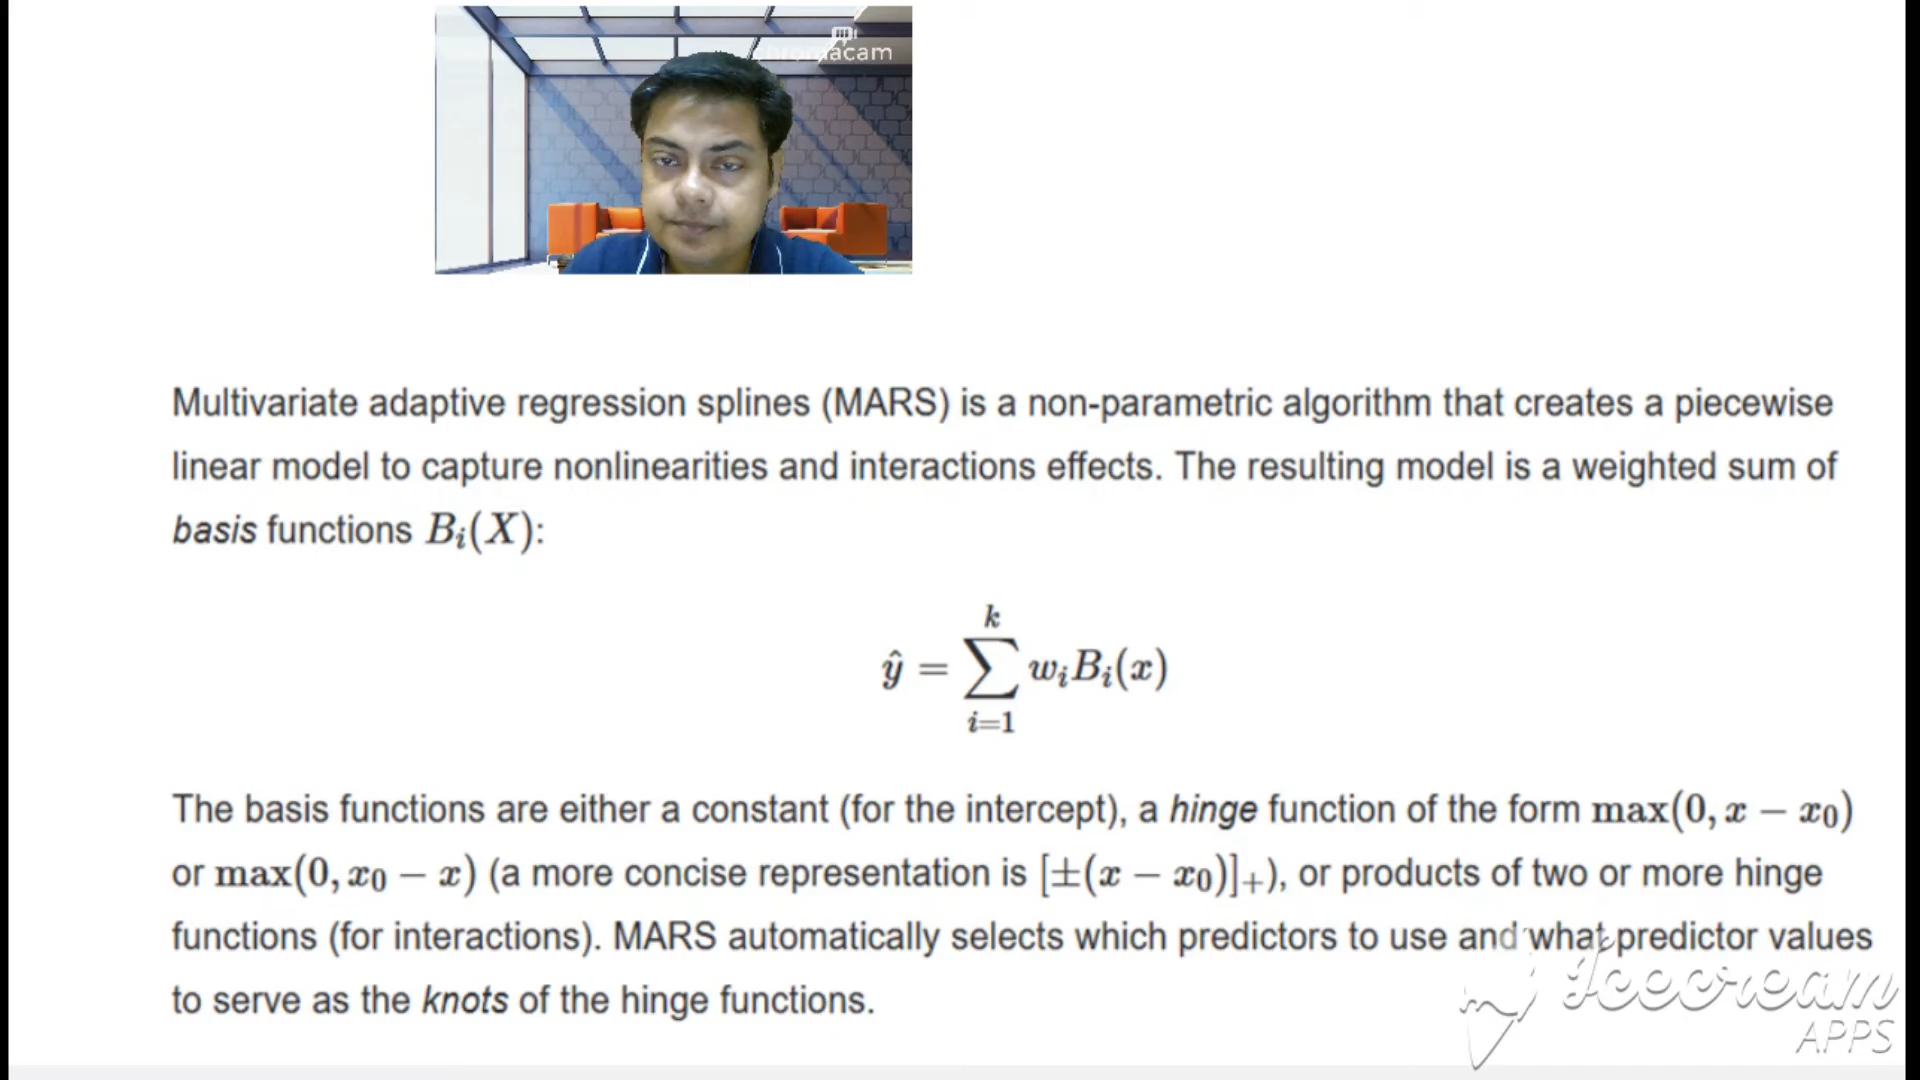 chromacam
Multivariate adaptive regression splines (MARS) is a non-parametric algorithm that creates a piecewise
linear model to capture nonlinearities and interactions effects. The resulting model is a weighted sum of
basis functions Bᵢ(X):
ŷ = ∑ᵢ₌₁ᵏ wᵢBᵢ(x)
The basis functions are either a constant (for the intercept), a hinge function of the form max(0, x − x₀)
or max(0, x₀ − x) (a more concise representation is [±(x − x₀)]₊), or products of two or more hinge
functions (for interactions). MARS automatically selects which predictors to use and what predictor values
to serve as the knots of the hinge functions.
Icecream
APPS